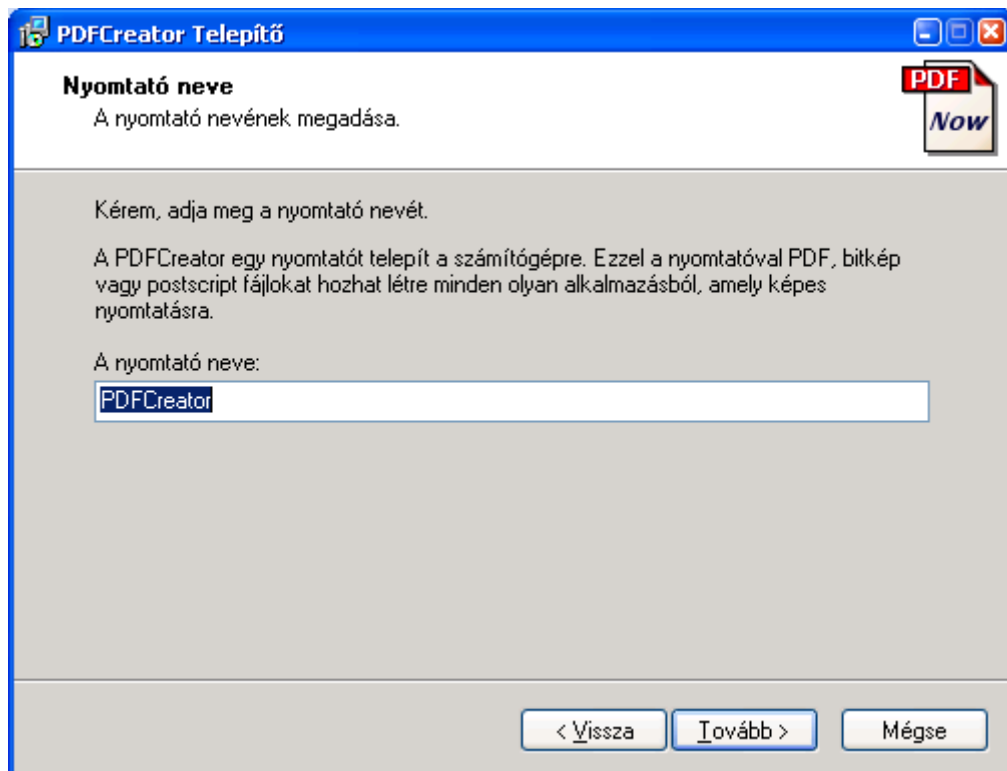 PDFCreator Telepítő
Nyomtató neve
A nyomtató nevének megadása.
PDF
Now
Kérem, adja meg a nyomtató nevét.
A PDFCreator egy nyomtatót telepít a számítógépre. Ezzel a nyomtatóval PDF, bitkép
vagy postscript fájlokat hozhat létre minden olyan alkalmazásból, amely képes
nyomtatásra.
A nyomtató neve:
PDFCreator
< Vissza
Tovább >
Mégse